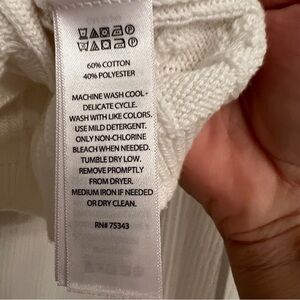 60% COTTON
40% POLYESTER
MACHINE WASH COOL -
DELICATE CYCLE.
WASH WITH LIKE COLORS.
USE MILD DETERGENT.
ONLY NON-CHLORINE
BLEACH WHEN NEEDED.
TUMBLE DRY LOW.
REMOVE PROMPTLY
FROM DRYER.
MEDIUM IRON IF NEEDED
OR DRY CLEAN.
RN# 75343